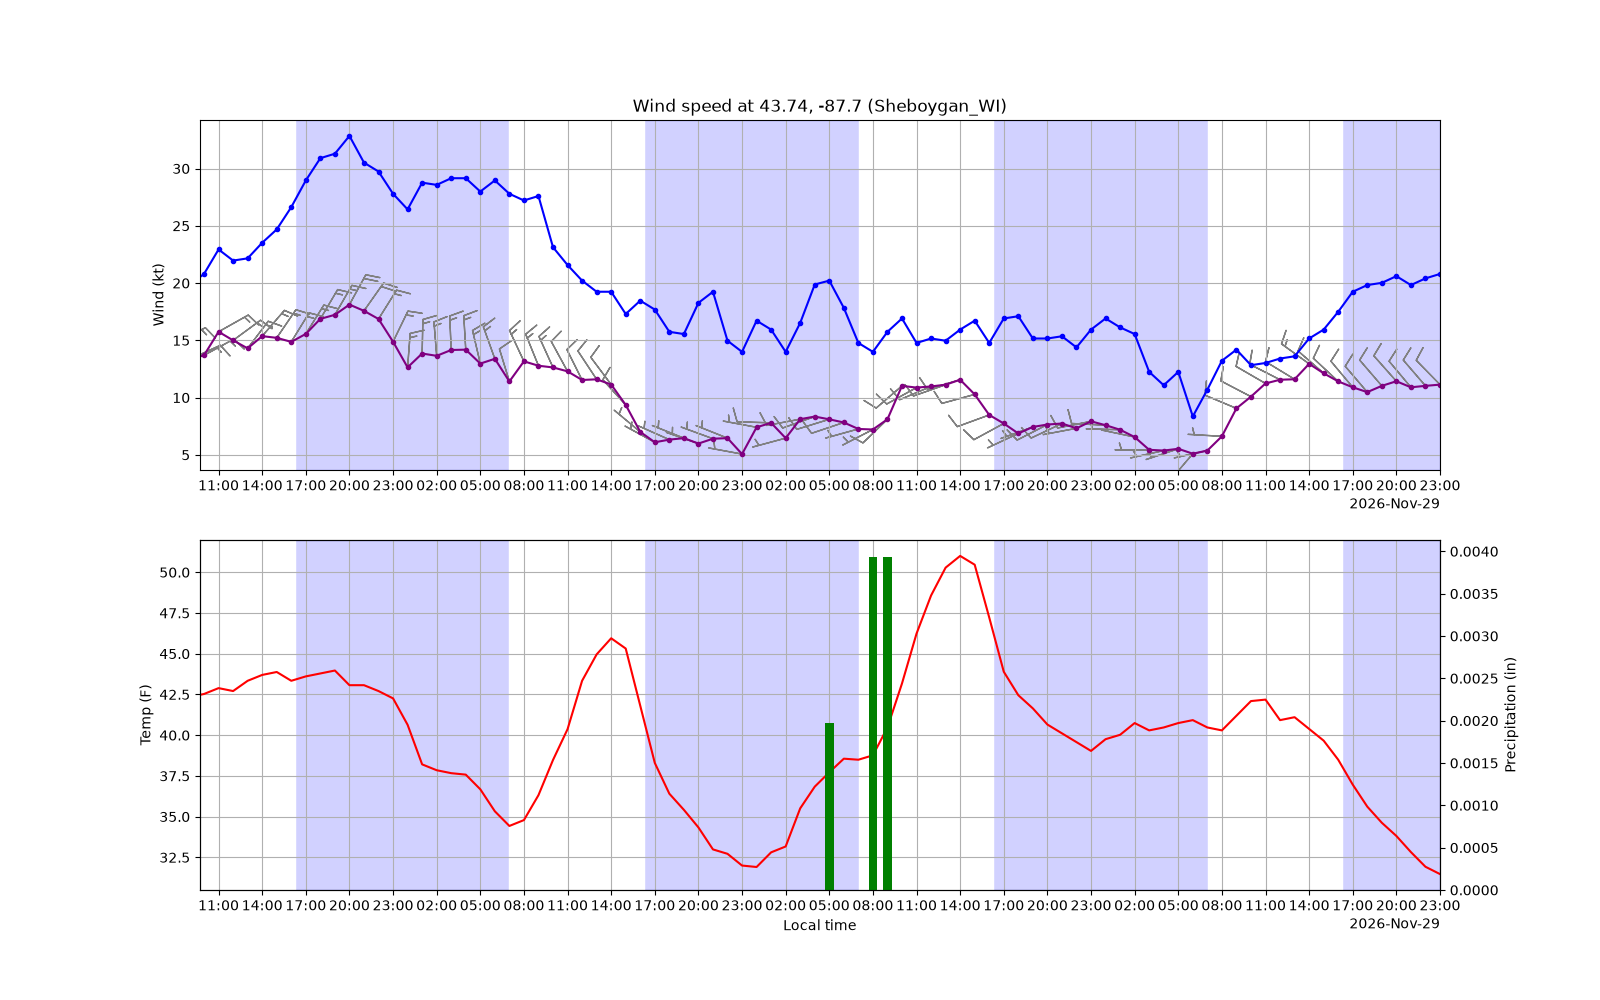 Wind speed at 43.74, -87.7 (Sheboygan_WI)
30
25
20
15
10
5
Wind (kt)
11:00 14:00 17:00 20:00 23:00 02:00 05:00 08:00 11:00 14:00 17:00 20:00 23:00 02:00 05:00 08:00 11:00 14:00 17:00 20:00 23:00 02:00 05:00 08:00 11:00 14:00 17:00 20:00 23:00
2026-Nov-29
50.0
47.5
45.0
42.5
40.0
37.5
35.0
32.5
Temp (F)
0.0040
0.0035
0.0030
0.0025
0.0020
0.0015
0.0010
0.0005
0.0000
Precipitation (in)
11:00 14:00 17:00 20:00 23:00 02:00 05:00 08:00 11:00 14:00 17:00 20:00 23:00 02:00 05:00 08:00 11:00 14:00 17:00 20:00 23:00 02:00 05:00 08:00 11:00 14:00 17:00 20:00 23:00
Local time
2026-Nov-29